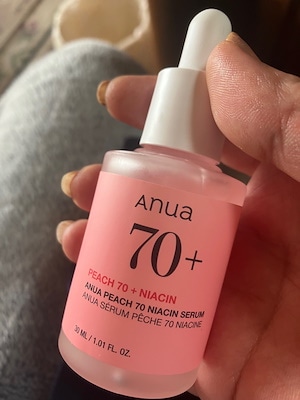 Anua
70+
PEACH 70 + NIACIN
ANUA PEACH 70 NIACIN SERUM
ANUA SÉRUM PÊCHE 70 NIACINE
30 ML / 1.01 FL. OZ.